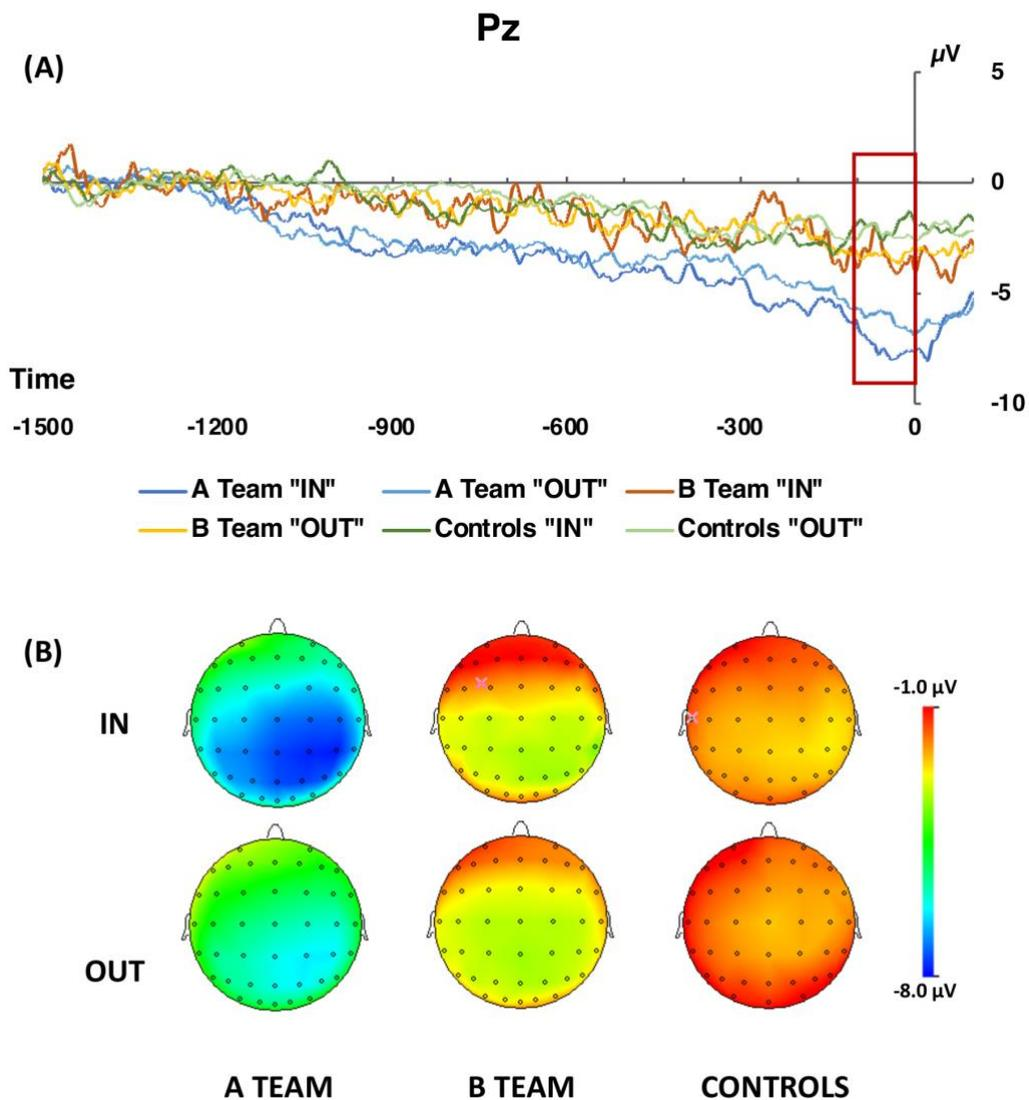 Pz
(A)
µV
5
0
-5
-10
Time
-1500 -1200 -900 -600 -300 0
A Team "IN" A Team "OUT" B Team "IN"
B Team "OUT" Controls "IN" Controls "OUT"
(B)
IN
-1.0 µV
OUT
-8.0 µV
A TEAM B TEAM CONTROLS